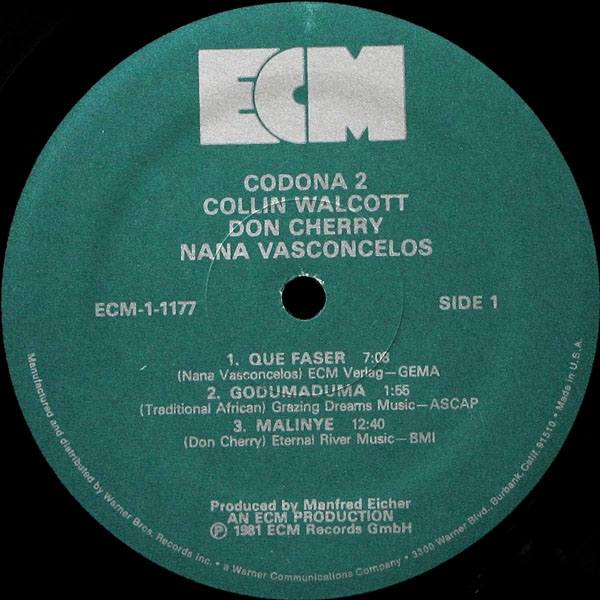 ECM
CODONA 2
COLLIN WALCOTT
DON CHERRY
NANA VASCONCELOS
ECM-1-1177
SIDE 1
1. QUE FASER 7:08
(Nana Vasconcelos) ECM Verlag—GEMA
2. GODUMADUMA 1:55
(Traditional African) Grazing Dreams Music—ASCAP
3. MALINYE 12:40
(Don Cherry) Eternal River Music—BMI
Produced by Manfred Eicher
AN ECM PRODUCTION
℗ 1981 ECM Records GmbH
Manufactured and distributed by Warner Bros. Records Inc. • a Warner Communications Company • 3300 Warner Blvd., Burbank, Calif. 91510 • Made in U.S.A.